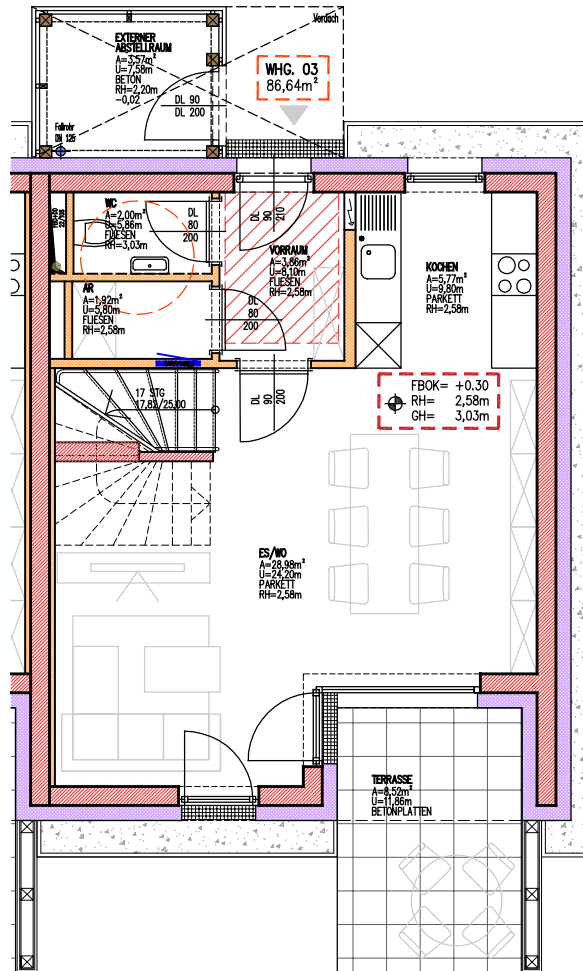 EXTERNER
ABSTELLRAUM
A=3,57m²
U=7,58m
BETON
RH=2,20m
-0,02
Vordach
WHG. 03
86,64m²
DL 90
DL 200
Fallrohr
DN 125
WC
A=2,00m²
U=5,86m
FLIESEN
RH=3,03m
DL
80
200
DL
90
210
VORRAUM
A=3,86m²
U=8,10m
FLIESEN
RH=2,58m
KOCHEN
A=5,77m²
U=9,80m
PARKETT
RH=2,58m
AR
A=1,92m²
U=5,80m
FLIESEN
RH=2,58m
DL
80
200
17 STG
17,82/25,00
DL
90
200
FBOK= +0.30
RH= 2,58m
GH= 3,03m
ES/WO
A=28,98m²
U=24,20m
PARKETT
RH=2,58m
TERRASSE
A=8,52m²
U=11,86m
BETONPLATTEN